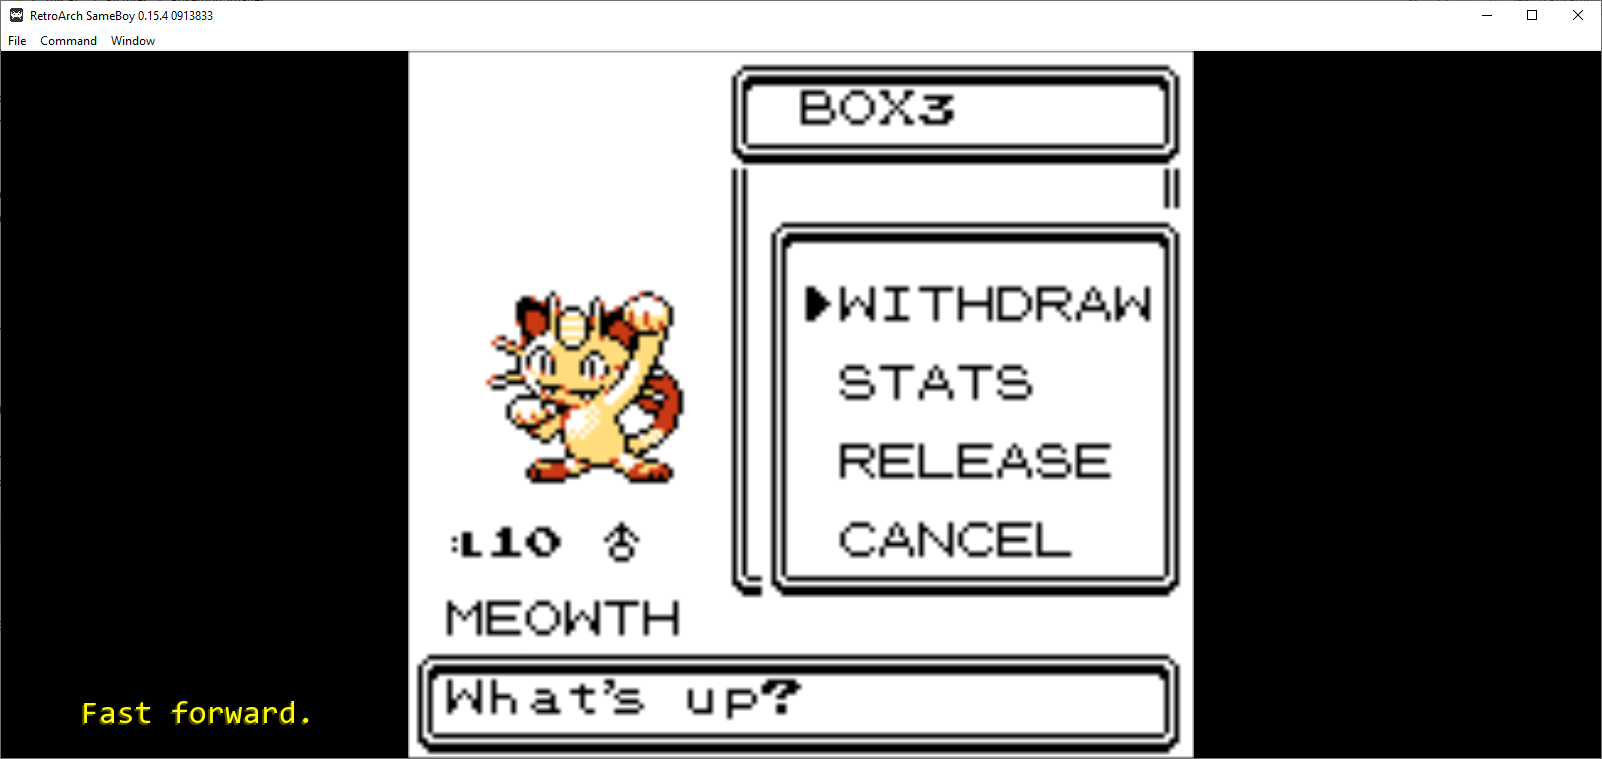 RetroArch SameBoy 0.15.4 0913833
File Command Window
BOX3
▶WITHDRAW
STATS
RELEASE
CANCEL
:L10 ♂
MEOWTH
What's up?
Fast forward.